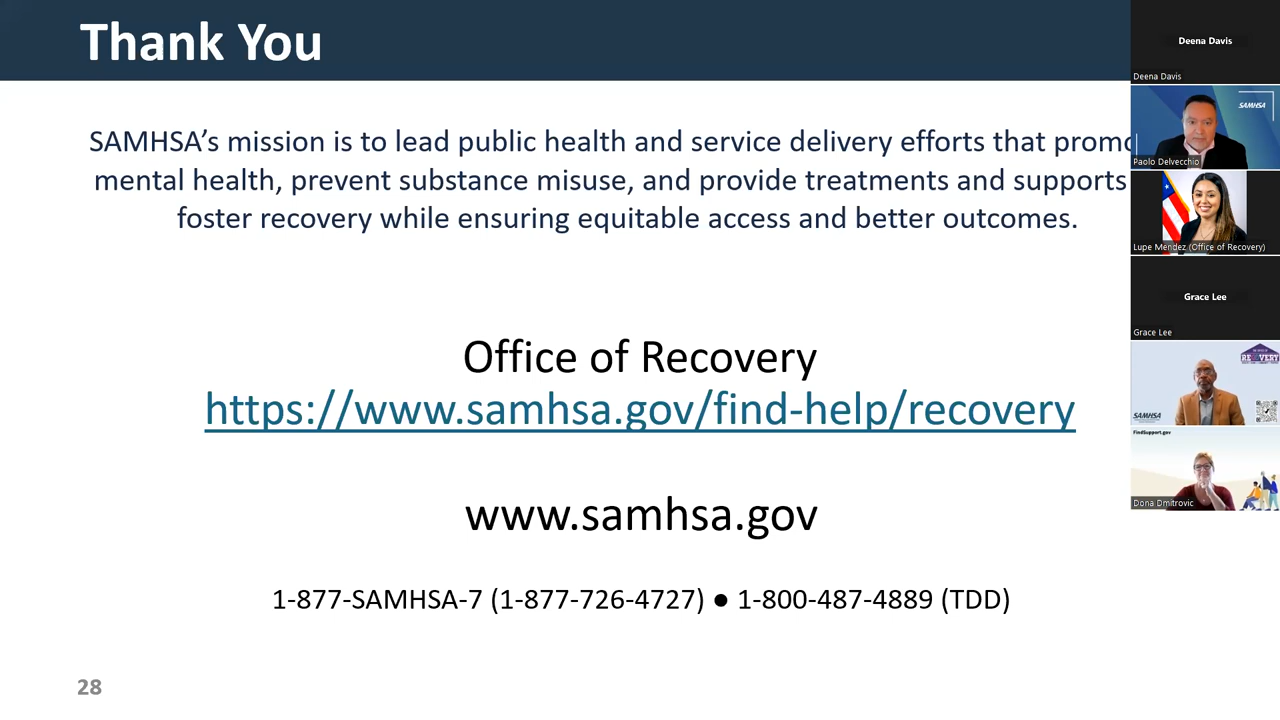 Thank You
SAMHSA’s mission is to lead public health and service delivery efforts that promo
mental health, prevent substance misuse, and provide treatments and supports
foster recovery while ensuring equitable access and better outcomes.
Office of Recovery
https://www.samhsa.gov/find-help/recovery
www.samhsa.gov
1-877-SAMHSA-7 (1-877-726-4727) ● 1-800-487-4889 (TDD)
28
Deena Davis
Deena Davis
SAMHSA
Paolo Delvecchio
Lupe Mendez (Office of Recovery)
Grace Lee
Grace Lee
SAMHSA
FindSupport.gov
Dona Dmitrovic